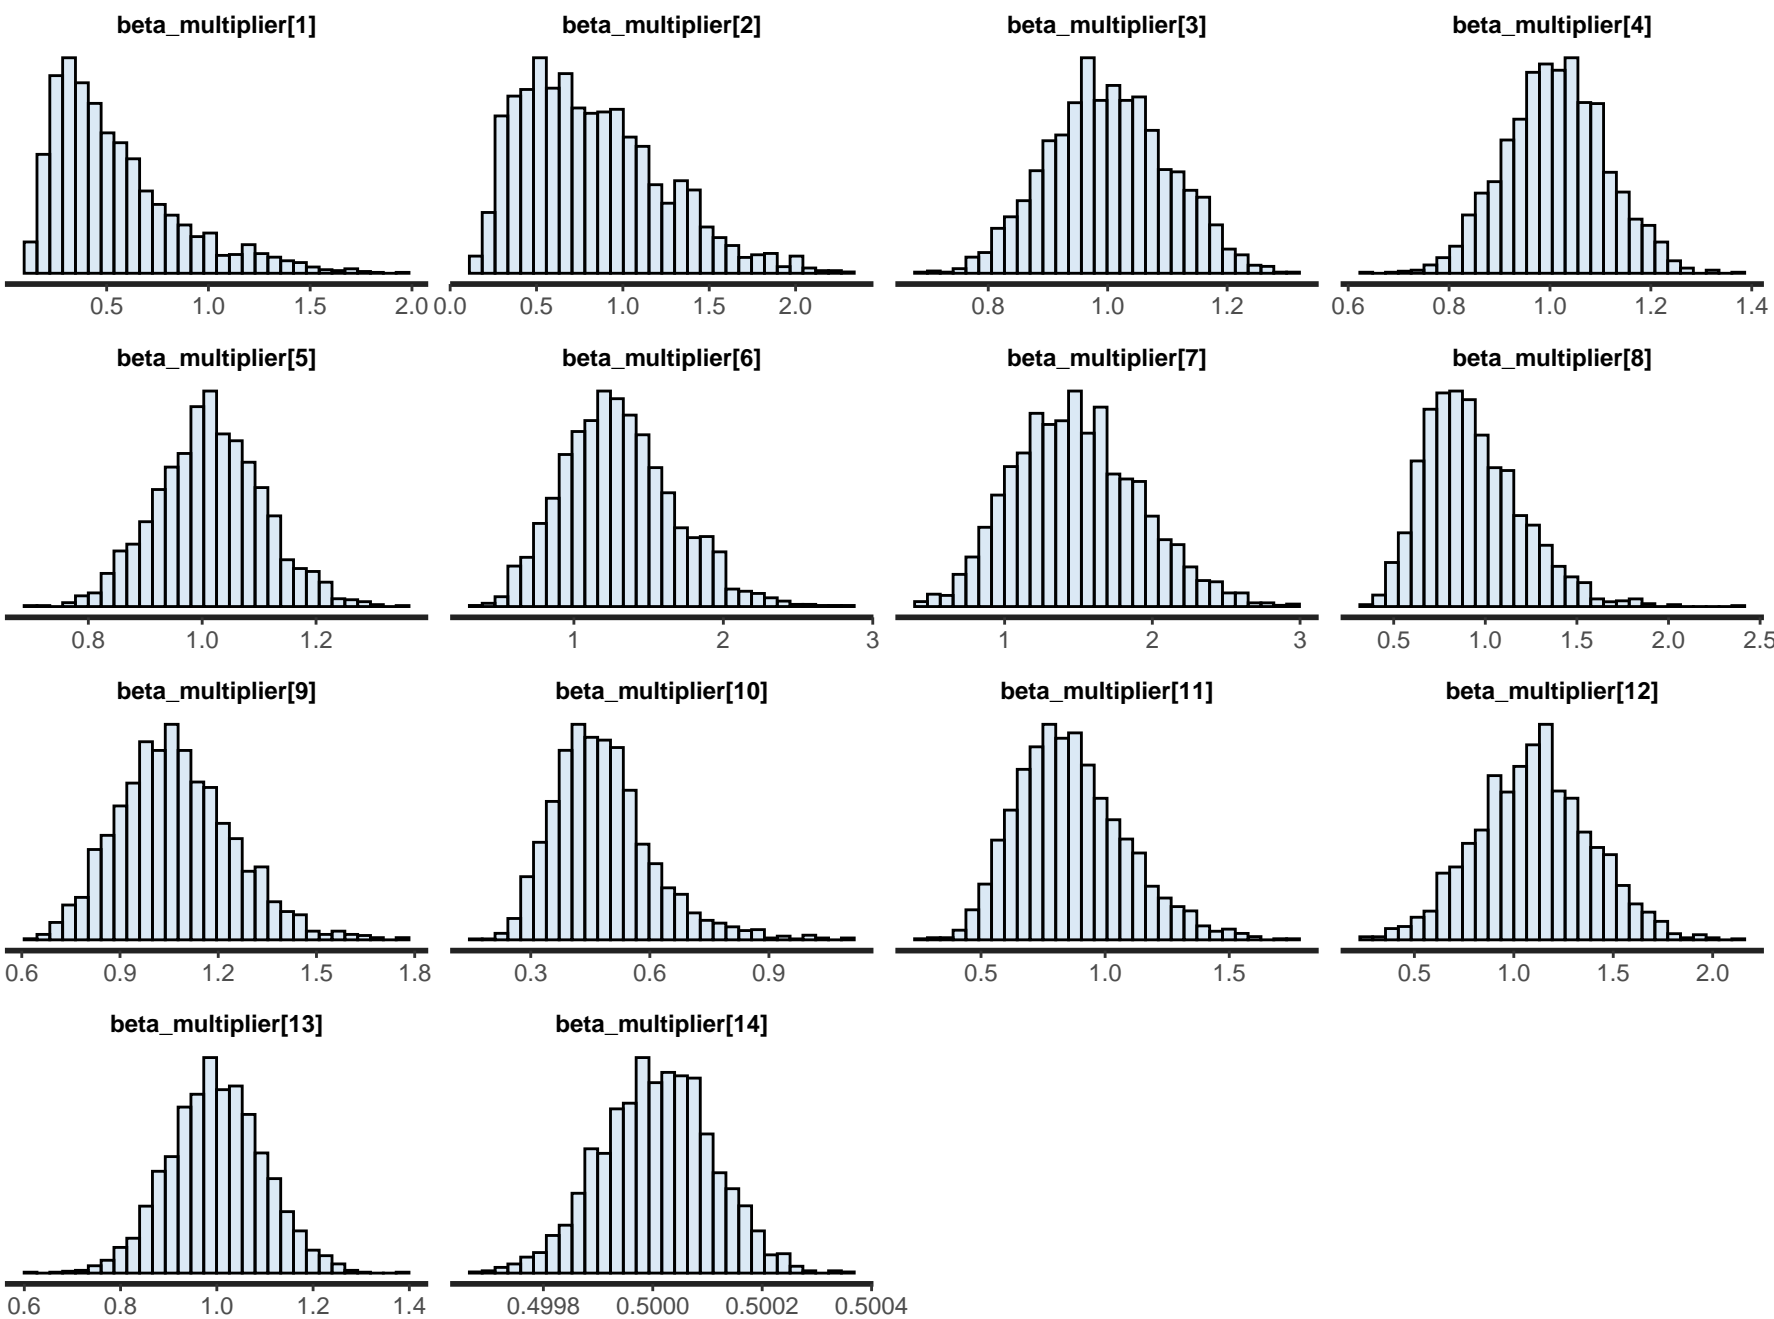 beta_multiplier[1] beta_multiplier[2] beta_multiplier[3] beta_multiplier[4]
0.5 1.0 1.5 2.0 0.0 0.5 1.0 1.5 2.0 0.8 1.0 1.2 0.6 0.8 1.0 1.2 1.4
beta_multiplier[5] beta_multiplier[6] beta_multiplier[7] beta_multiplier[8]
0.8 1.0 1.2 1 2 3 1 2 3 0.5 1.0 1.5 2.0 2.5
beta_multiplier[9] beta_multiplier[10] beta_multiplier[11] beta_multiplier[12]
0.6 0.9 1.2 1.5 1.8 0.3 0.6 0.9 0.5 1.0 1.5 0.5 1.0 1.5 2.0
beta_multiplier[13] beta_multiplier[14]
0.6 0.8 1.0 1.2 1.4 0.4998 0.5000 0.5002 0.5004